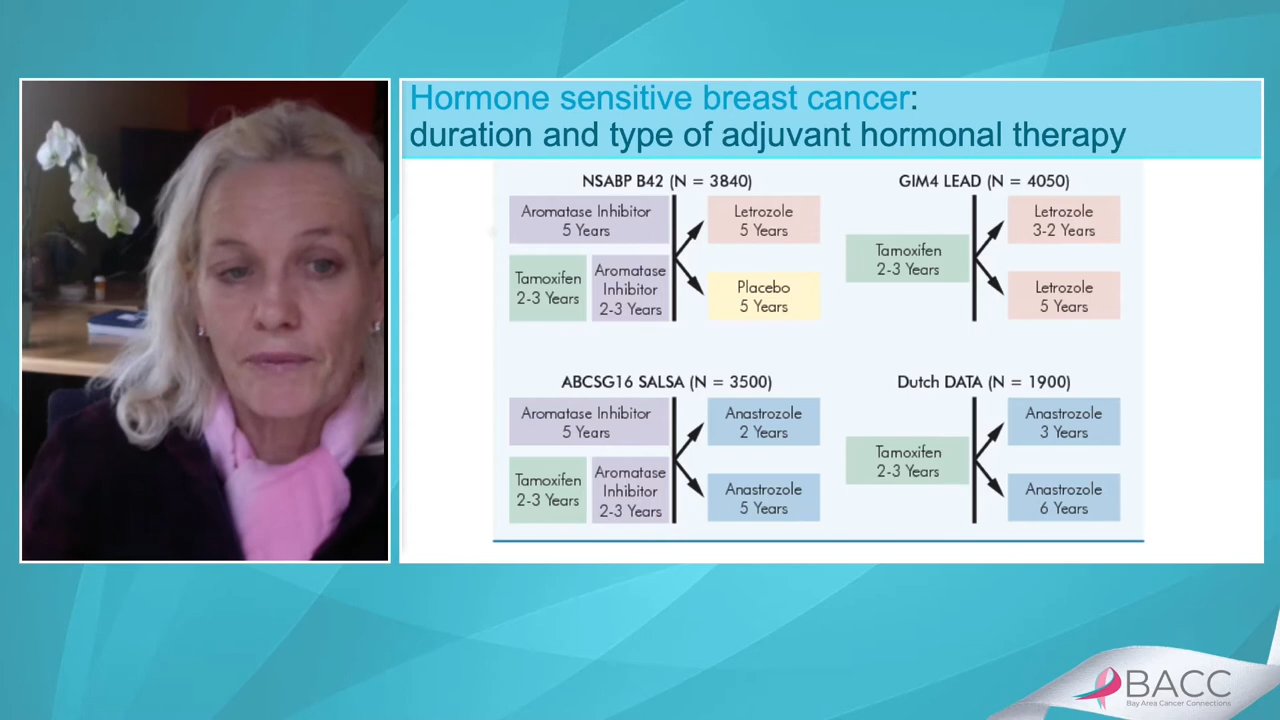 Hormone sensitive breast cancer:
duration and type of adjuvant hormonal therapy
NSABP B42 (N = 3840)
Aromatase Inhibitor
5 Years
Tamoxifen
2-3 Years
Aromatase
Inhibitor
2-3 Years
Letrozole
5 Years
Placebo
5 Years
GIM4 LEAD (N = 4050)
Tamoxifen
2-3 Years
Letrozole
3-2 Years
Letrozole
5 Years
ABCSG16 SALSA (N = 3500)
Aromatase Inhibitor
5 Years
Tamoxifen
2-3 Years
Aromatase
Inhibitor
2-3 Years
Anastrozole
2 Years
Anastrozole
5 Years
Dutch DATA (N = 1900)
Tamoxifen
2-3 Years
Anastrozole
3 Years
Anastrozole
6 Years
BACC
Bay Area Cancer Connections